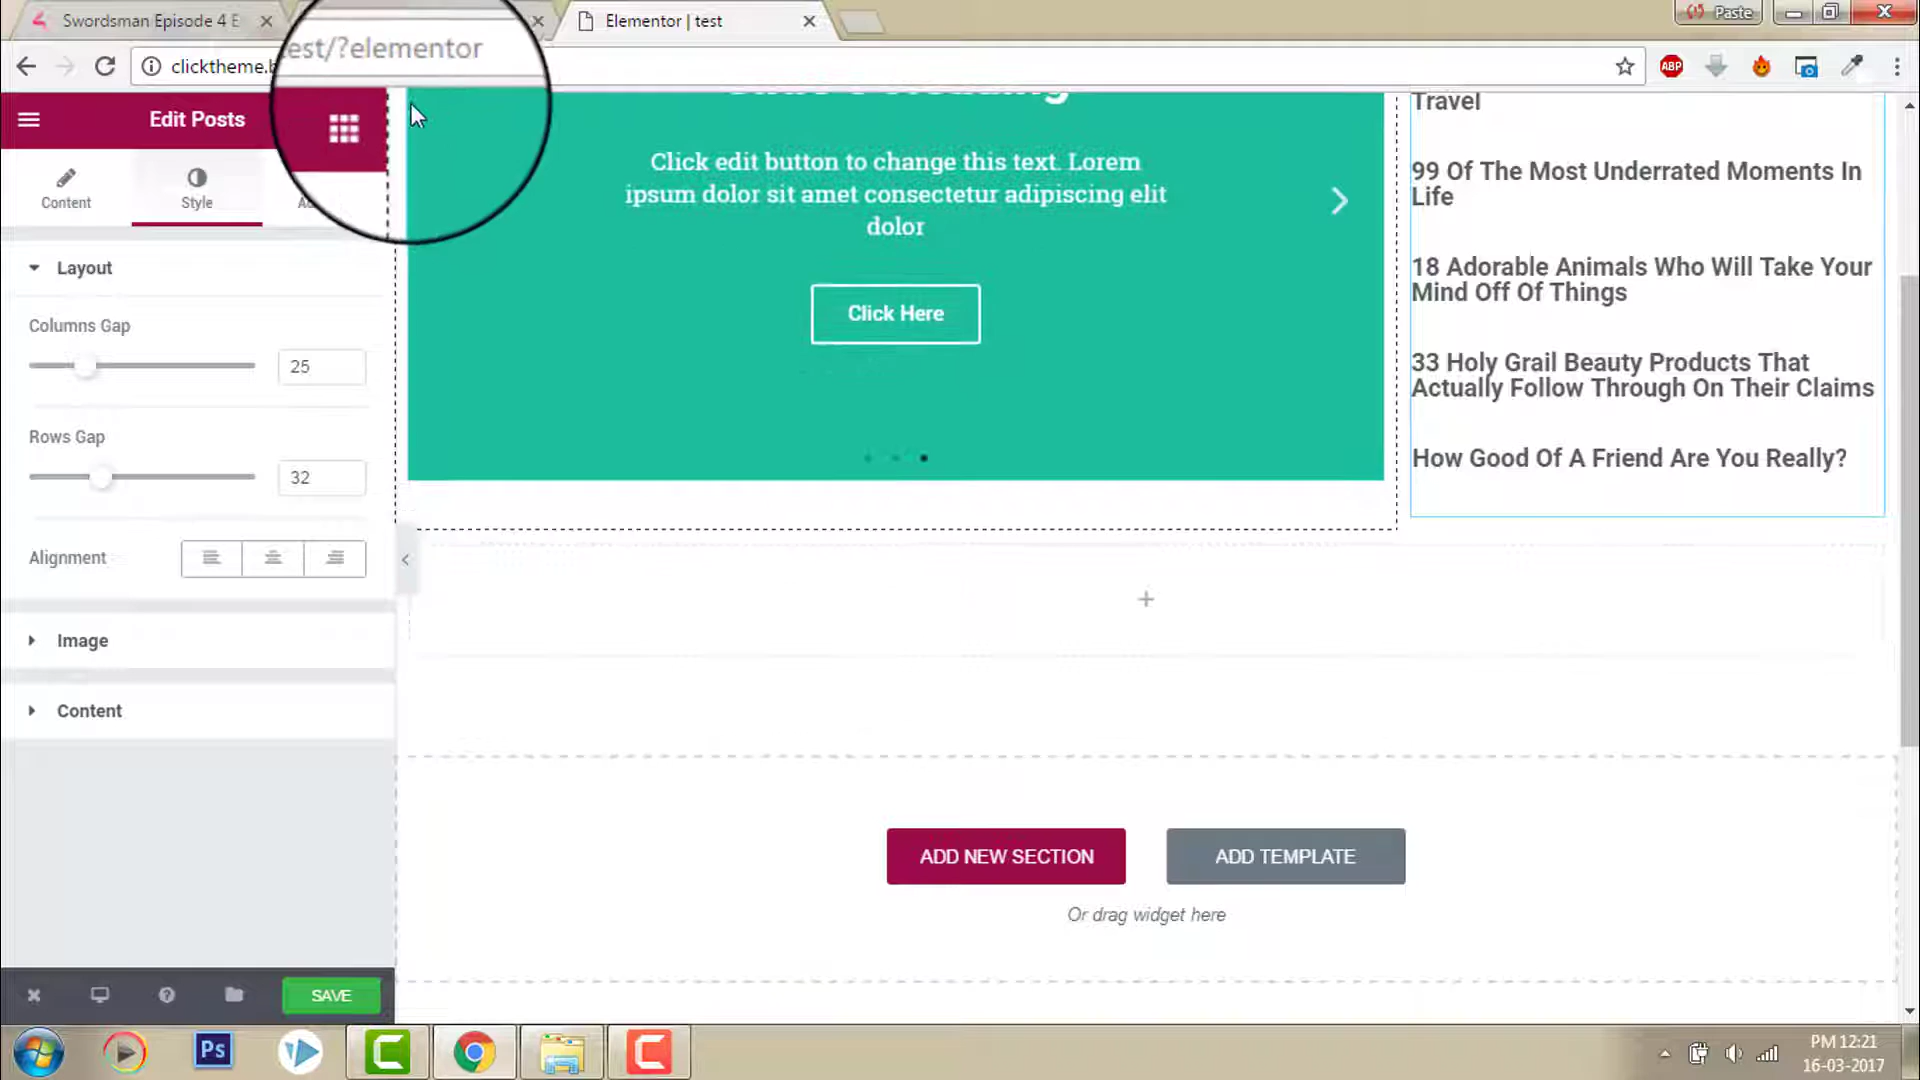 Swordsman Episode 4 E
Elementor | test
Paste
clicktheme.b
est/?elementor
ABP
Edit Posts
Content
Style
Layout
Columns Gap
25
Rows Gap
32
Alignment
Image
Content
SAVE
Click edit button to change this text. Lorem
ipsum dolor sit amet consectetur adipiscing elit
dolor
Click Here
Travel
99 Of The Most Underrated Moments In
Life
18 Adorable Animals Who Will Take Your
Mind Off Of Things
33 Holy Grail Beauty Products That
Actually Follow Through On Their Claims
How Good Of A Friend Are You Really?
ADD NEW SECTION
ADD TEMPLATE
Or drag widget here
Ps
PM 12:21
16-03-2017